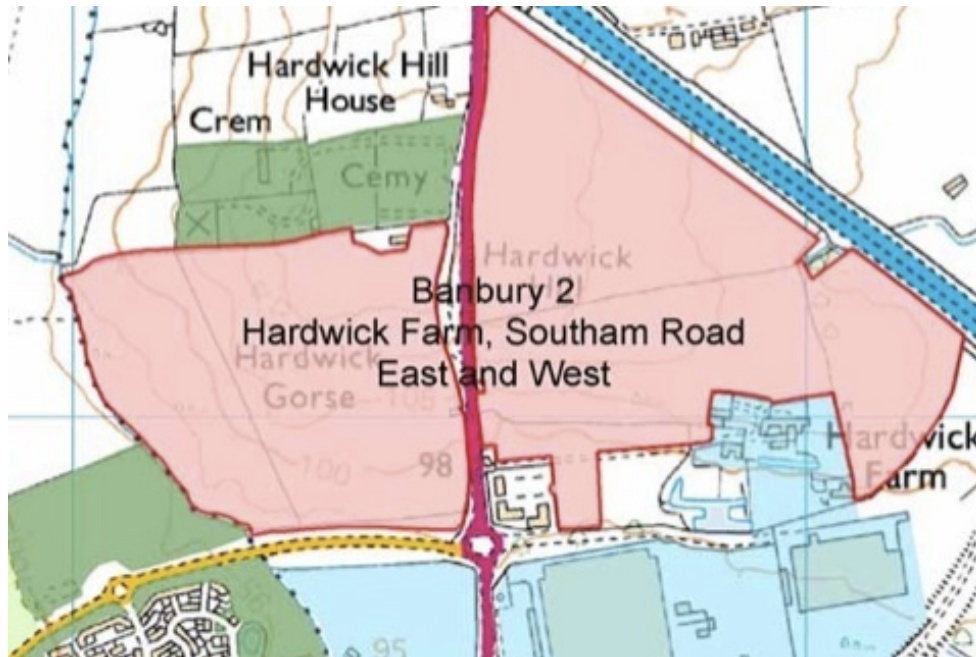 Hardwick Hill
House
Crem
Cemy
Hardwick
Hill
Banbury 2
Hardwick Farm, Southam Road
East and West
Hardwick
Gorse
106
100
98
Hardwick
Farm
95